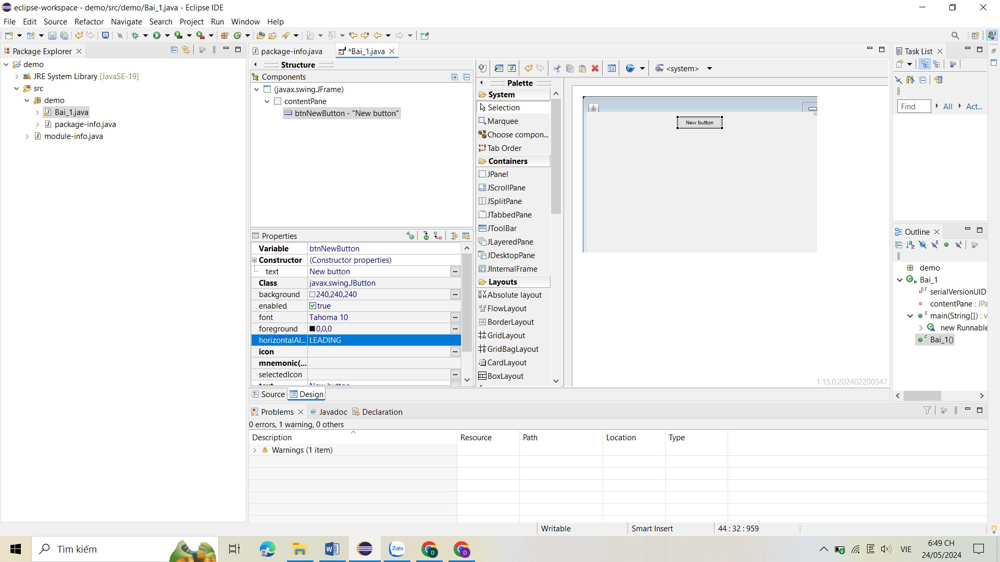 eclipse-workspace - demo/src/demo/Bai_1.java - Eclipse IDE
File Edit Source Refactor Navigate Search Project Run Window Help
Package Explorer
demo
JRE System Library [JavaSE-19]
src
demo
Bai_1.java
package-info.java
module-info.java
package-info.java
*Bai_1.java
Structure
Components
(javax.swing.JFrame)
contentPane
btnNewButton - "New button"
Properties
Variable btnNewButton
Constructor (Constructor properties)
text New button
Class javax.swing.JButton
background 240,240,240
enabled true
font Tahoma 10
foreground 0,0,0
horizontalAl... LEADING
icon
mnemonic(...
selectedIcon
text New button
<system>
Palette
System
Selection
Marquee
Choose compon...
Tab Order
Containers
JPanel
JScrollPane
JSplitPane
JTabbedPane
JToolBar
JLayeredPane
JDesktopPane
JInternalFrame
Layouts
Absolute layout
FlowLayout
BorderLayout
GridLayout
GridBagLayout
CardLayout
BoxLayout
New button
1.15.0.202402200547
Source Design
Problems Javadoc Declaration
0 errors, 1 warning, 0 others
Description Resource Path Location Type
Warnings (1 item)
Task List
Find All Act...
Outline
demo
Bai_1
serialVersionUID
contentPane : JPa
main(String[]) : v
new Runnable
Bai_1()
Writable Smart Insert 44 : 32 : 959
Tìm kiếm
Zalo
VIE
6:49 CH
24/05/2024